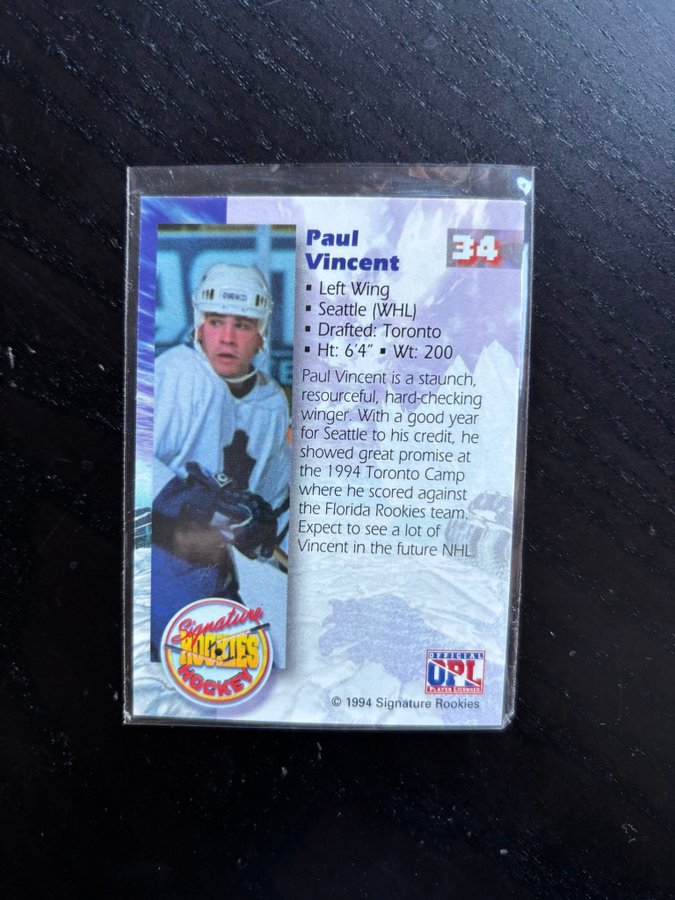 Paul
Vincent
34
▪ Left Wing
▪ Seattle (WHL)
▪ Drafted: Toronto
▪ Ht: 6'4" ▪ Wt: 200
Paul Vincent is a staunch,
resourceful, hard-checking
winger. With a good year
for Seattle to his credit, he
showed great promise at
the 1994 Toronto Camp
where he scored against
the Florida Rookies team.
Expect to see a lot of
Vincent in the future NHL.
Signature
ROOKIES
HOCKEY
OFFICIAL
UPL
PLAYER LICENSED
© 1994 Signature Rookies